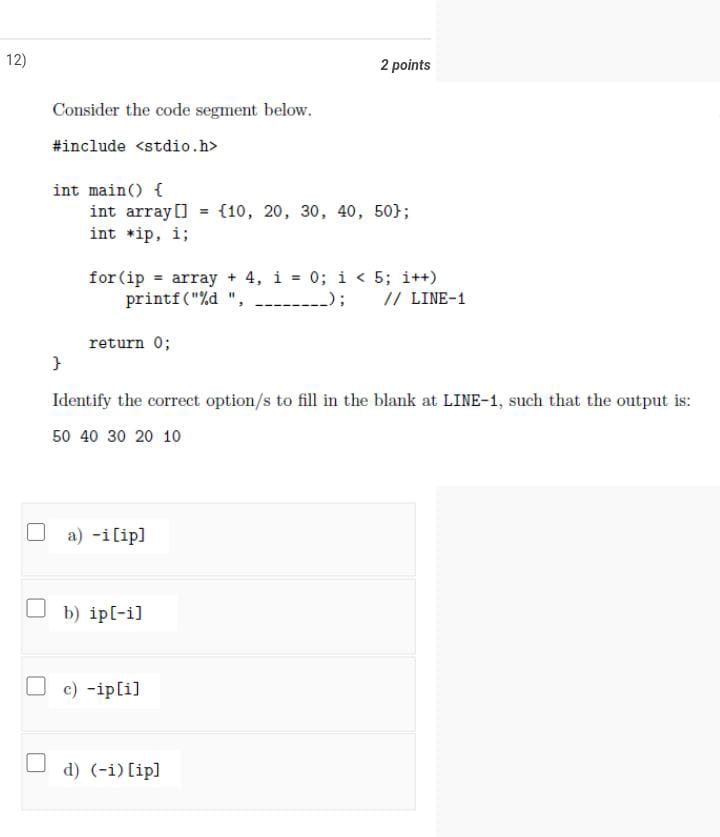 12)
2 points
Consider the code segment below.
#include <stdio.h>
int main() {
    int array[] = {10, 20, 30, 40, 50};
    int *ip, i;
    for(ip = array + 4, i = 0; i < 5; i++)
        printf("%d ", ________);    // LINE-1
    return 0;
}
Identify the correct option/s to fill in the blank at LINE-1, such that the output is:
50 40 30 20 10
a) -i[ip]
b) ip[-i]
c) -ip[i]
d) (-i)[ip]